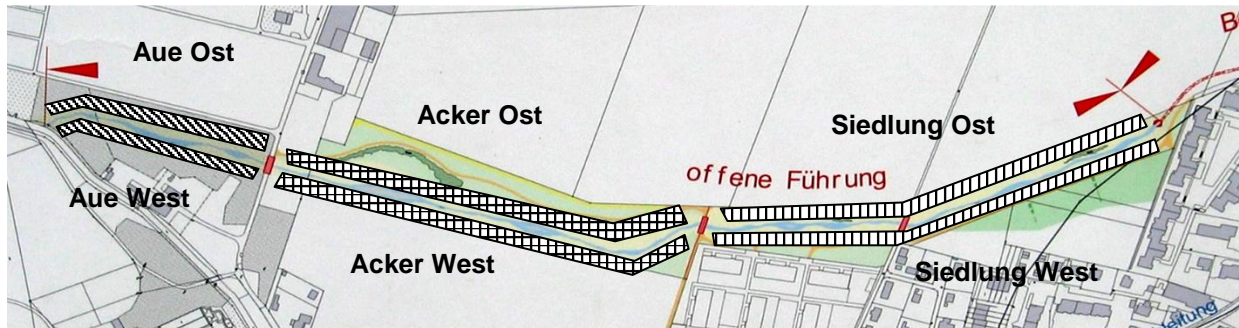 Aue Ost
Acker Ost
Siedlung Ost
offene Führung
Aue West
Acker West
Siedlung West